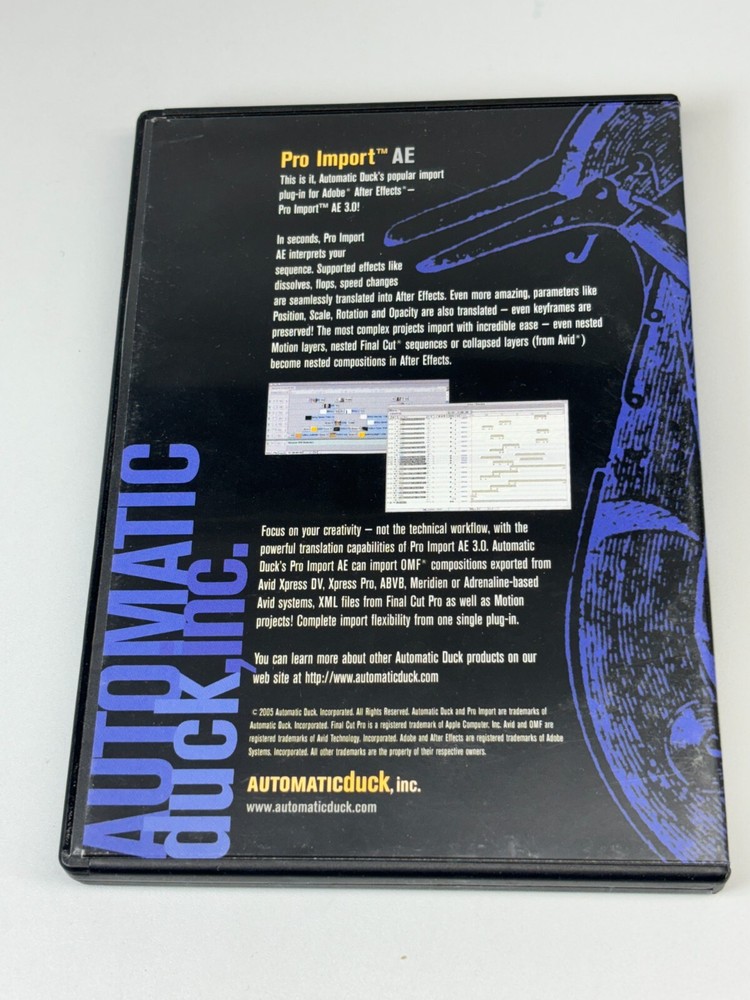 Pro Import™ AE
This is it, Automatic Duck's popular import
plug-in for Adobe® After Effects®—
Pro Import™ AE 3.0!
In seconds, Pro Import
AE interprets your
sequence. Supported effects like
dissolves, flops, speed changes
are seamlessly translated into After Effects. Even more amazing, parameters like
Position, Scale, Rotation and Opacity are also translated — even keyframes are
preserved! The most complex projects import with incredible ease — even nested
Motion layers, nested Final Cut® sequences or collapsed layers (from Avid®)
become nested compositions in After Effects.
Focus on your creativity — not the technical workflow, with the
powerful translation capabilities of Pro Import AE 3.0. Automatic
Duck's Pro Import AE can import OMF® compositions exported from
Avid Xpress DV, Xpress Pro, ABVB, Meridien or Adrenaline-based
Avid systems, XML files from Final Cut Pro as well as Motion
projects! Complete import flexibility from one single plug-in.
You can learn more about other Automatic Duck products on our
web site at http://www.automaticduck.com
© 2005 Automatic Duck, Incorporated. All Rights Reserved. Automatic Duck and Pro Import are trademarks of
Automatic Duck, Incorporated. Final Cut Pro is a registered trademark of Apple Computer, Inc. Avid and OMF are
registered trademarks of Avid Technology, Incorporated. Adobe and After Effects are registered trademarks of Adobe
Systems, Incorporated. All other trademarks are the property of their respective owners.
AUTOMATICduck, inc.
www.automaticduck.com
AUTOMATIC
duck, inc.